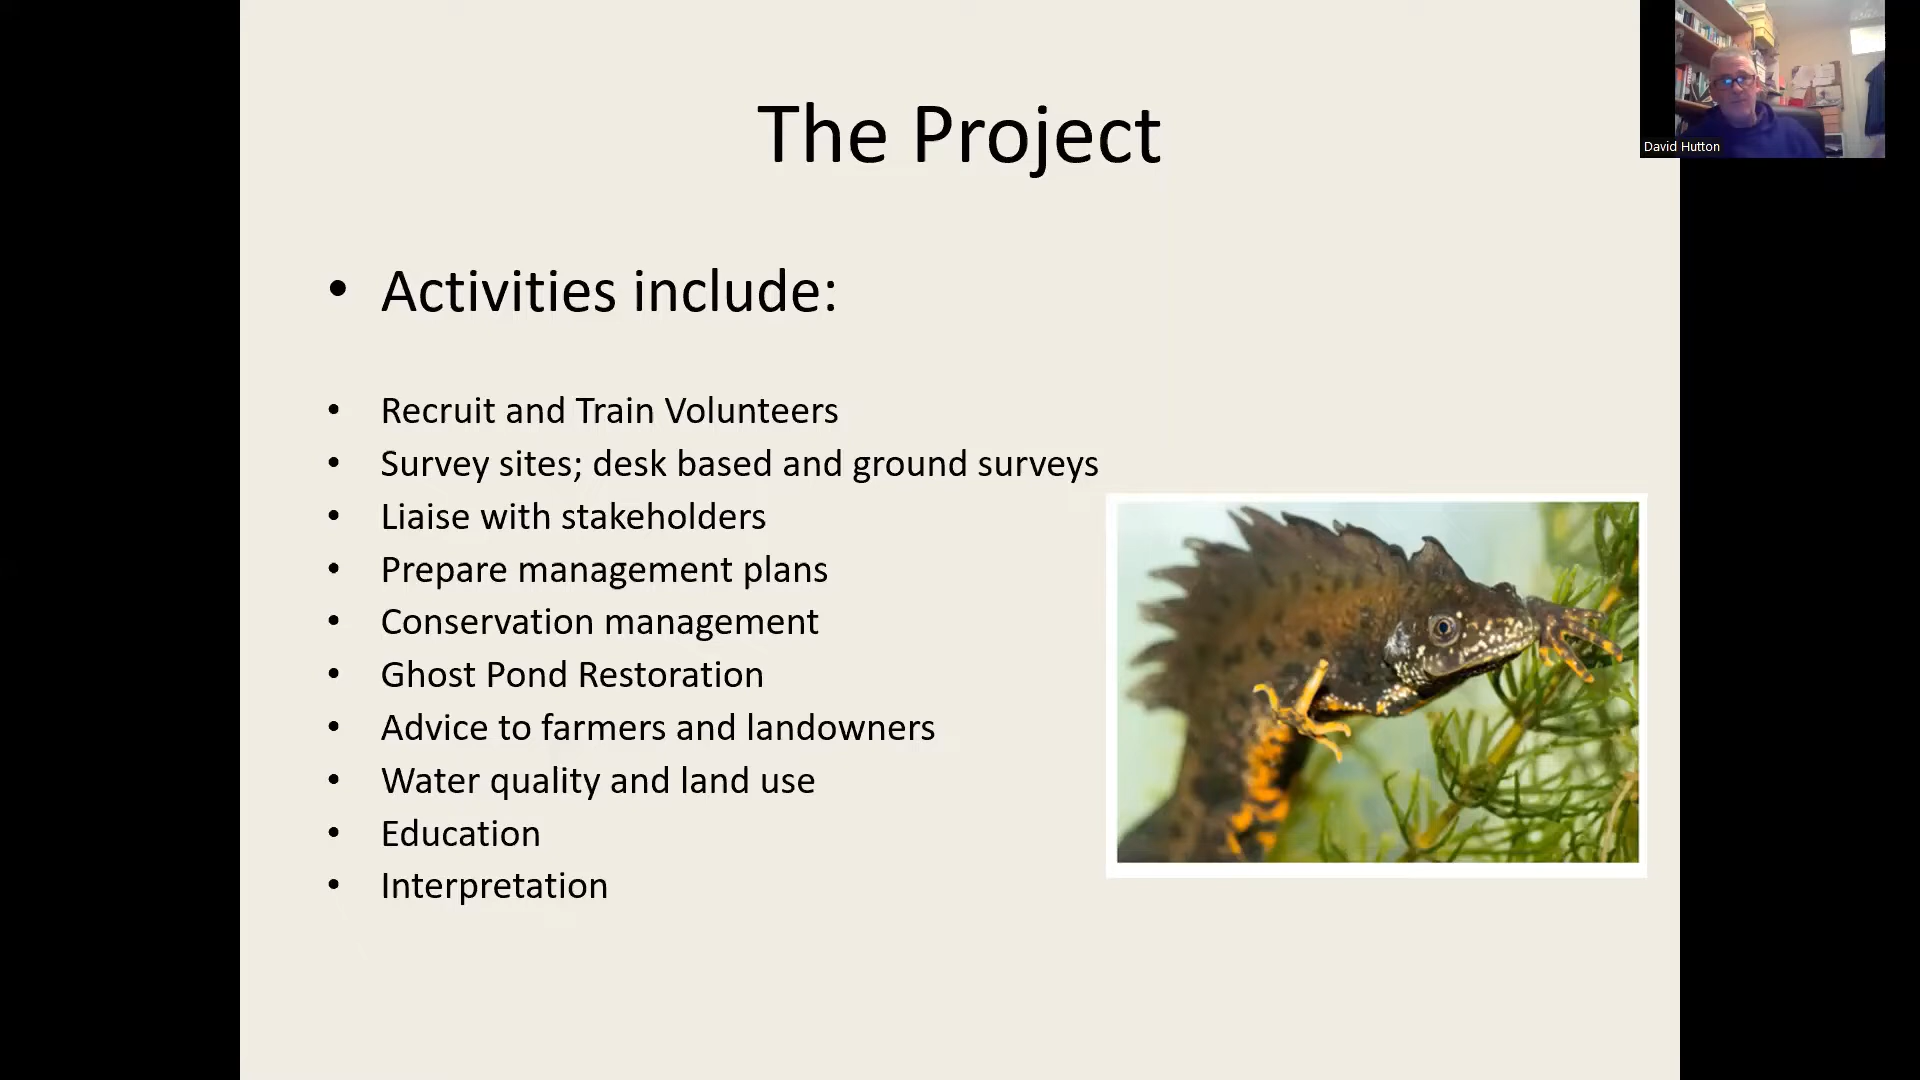 The Project
David Hutton
• Activities include:
• Recruit and Train Volunteers
• Survey sites; desk based and ground surveys
• Liaise with stakeholders
• Prepare management plans
• Conservation management
• Ghost Pond Restoration
• Advice to farmers and landowners
• Water quality and land use
• Education
• Interpretation